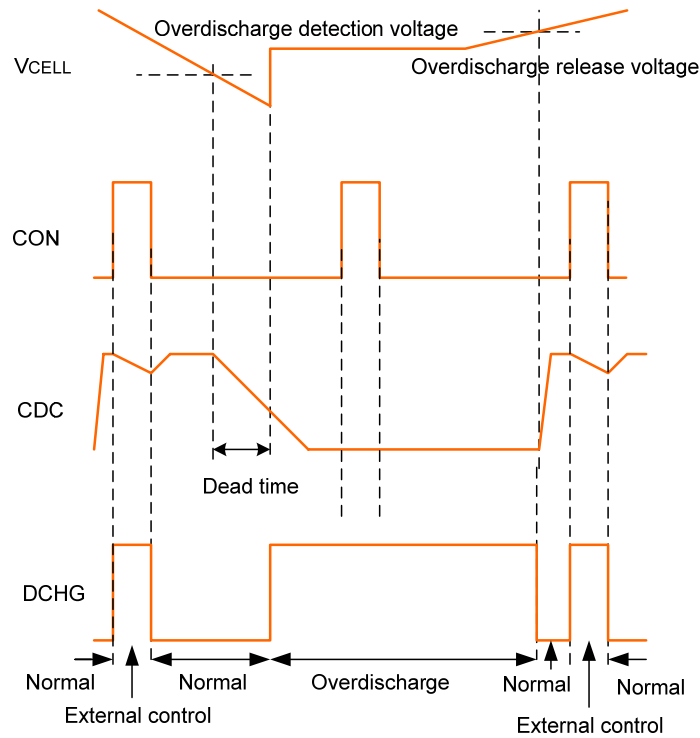 Overdischarge detection voltage
VCELL
Overdischarge release voltage
CON
CDC
Dead time
DCHG
Normal
Normal
Overdischarge
Normal
Normal
External control
External control